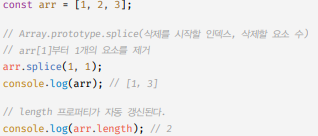 const arr = [1, 2, 3];
// Array.prototype.splice(삭제를 시작할 인덱스, 삭제할 요소 수)
// arr[1]부터 1개의 요소를 제거
arr.splice(1, 1);
console.log(arr); // [1, 3]
// length 프로퍼티가 자동 갱신된다.
console.log(arr.length); // 2